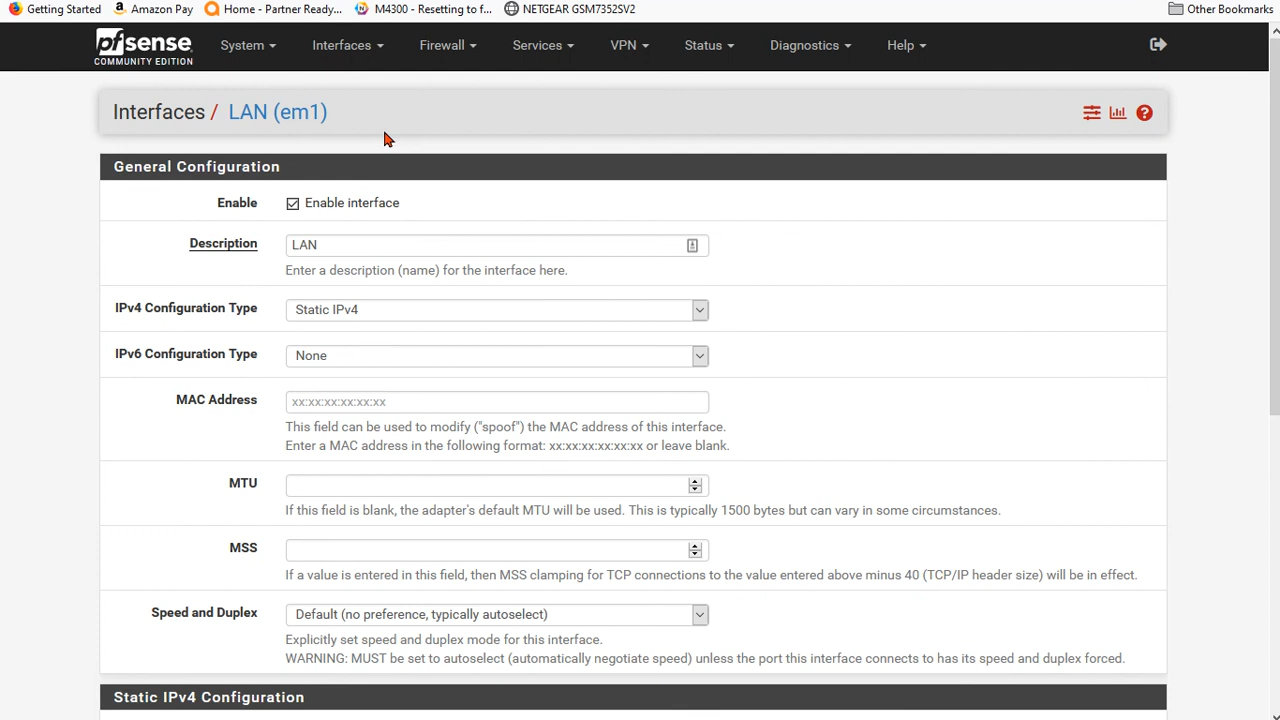 Getting Started Amazon Pay Home - Partner Ready... M4300 - Resetting to f... NETGEAR GSM7352SV2 Other Bookmarks
pfsense
COMMUNITY EDITION
System Interfaces Firewall Services VPN Status Diagnostics Help
Interfaces / LAN (em1)
General Configuration
Enable Enable interface
Description LAN
Enter a description (name) for the interface here.
IPv4 Configuration Type Static IPv4
IPv6 Configuration Type None
MAC Address xx:xx:xx:xx:xx:xx
This field can be used to modify ("spoof") the MAC address of this interface.
Enter a MAC address in the following format: xx:xx:xx:xx:xx:xx or leave blank.
MTU
If this field is blank, the adapter's default MTU will be used. This is typically 1500 bytes but can vary in some circumstances.
MSS
If a value is entered in this field, then MSS clamping for TCP connections to the value entered above minus 40 (TCP/IP header size) will be in effect.
Speed and Duplex Default (no preference, typically autoselect)
Explicitly set speed and duplex mode for this interface.
WARNING: MUST be set to autoselect (automatically negotiate speed) unless the port this interface connects to has its speed and duplex forced.
Static IPv4 Configuration